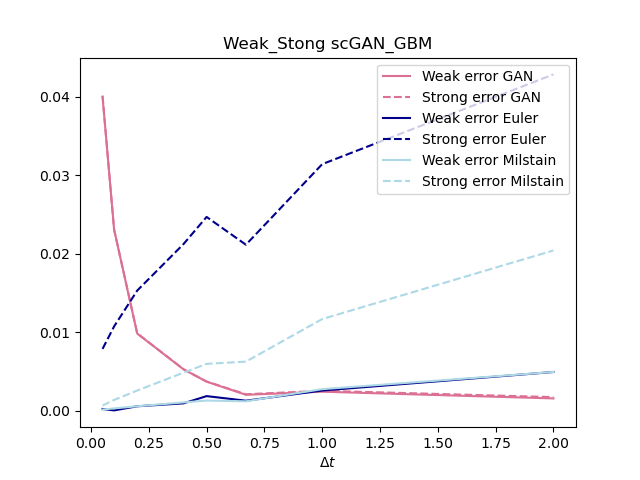 Weak_Stong scGAN_GBM
Weak error GAN
Strong error GAN
Weak error Euler
Strong error Euler
Weak error Milstain
Strong error Milstain
0.04
0.03
0.02
0.01
0.00
0.00 0.25 0.50 0.75 1.00 1.25 1.50 1.75 2.00
Δt